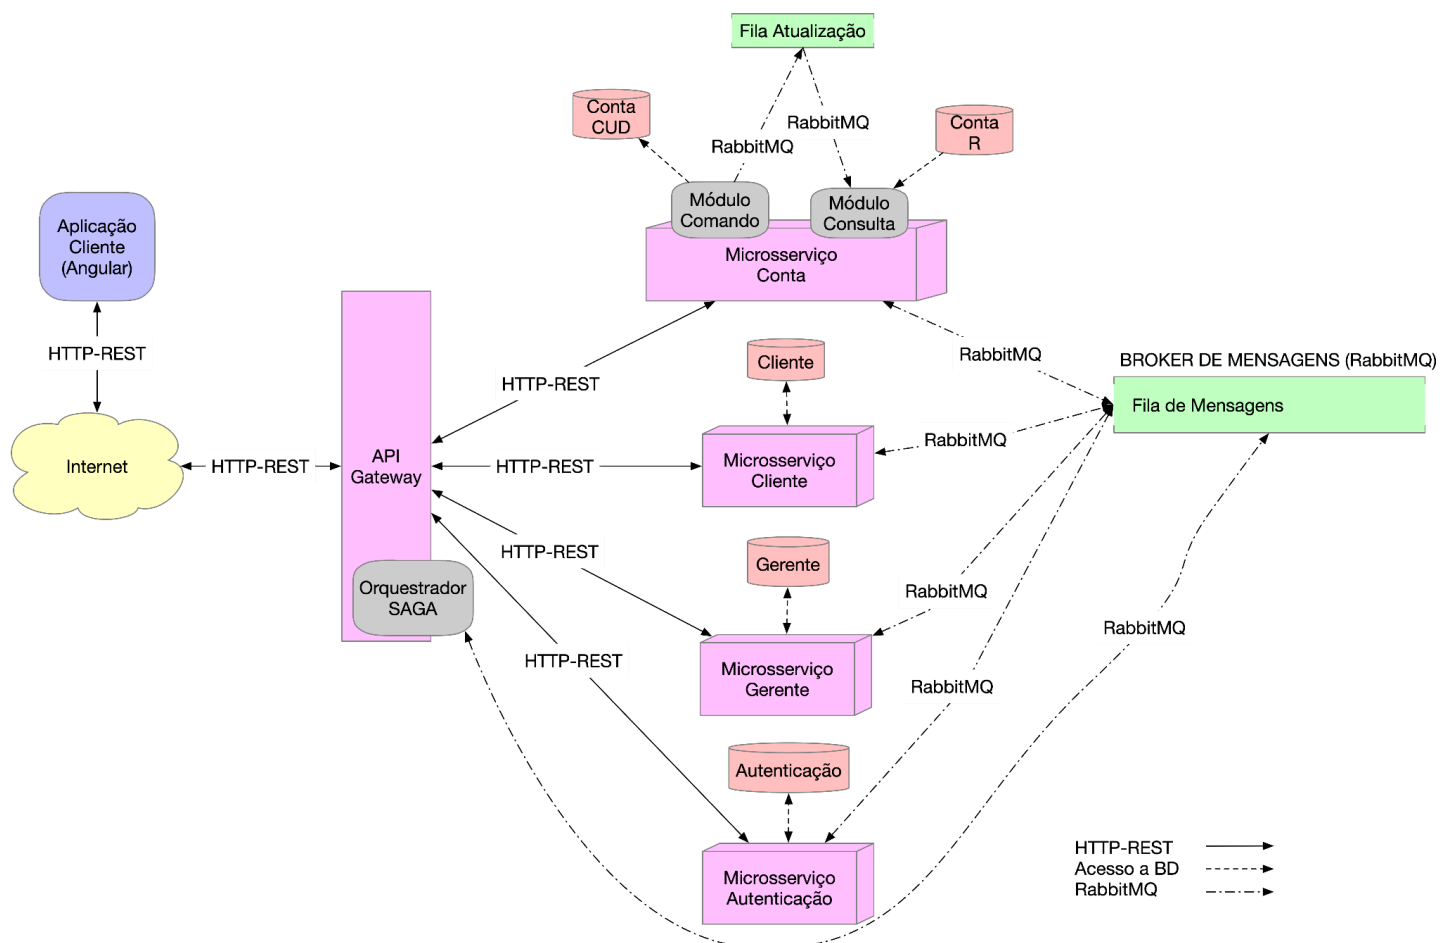 Fila Atualização
Conta
CUD
RabbitMQ
RabbitMQ
Conta
R
Módulo
Comando
Módulo
Consulta
Microsserviço
Conta
Aplicação
Cliente
(Angular)
HTTP-REST
Internet
HTTP-REST
API
Gateway
Orquestrador
SAGA
HTTP-REST
HTTP-REST
HTTP-REST
HTTP-REST
Cliente
Microsserviço
Cliente
Gerente
Microsserviço
Gerente
Autenticação
Microsserviço
Autenticação
RabbitMQ
RabbitMQ
RabbitMQ
RabbitMQ
RabbitMQ
BROKER DE MENSAGENS (RabbitMQ)
Fila de Mensagens
HTTP-REST
Acesso a BD
RabbitMQ